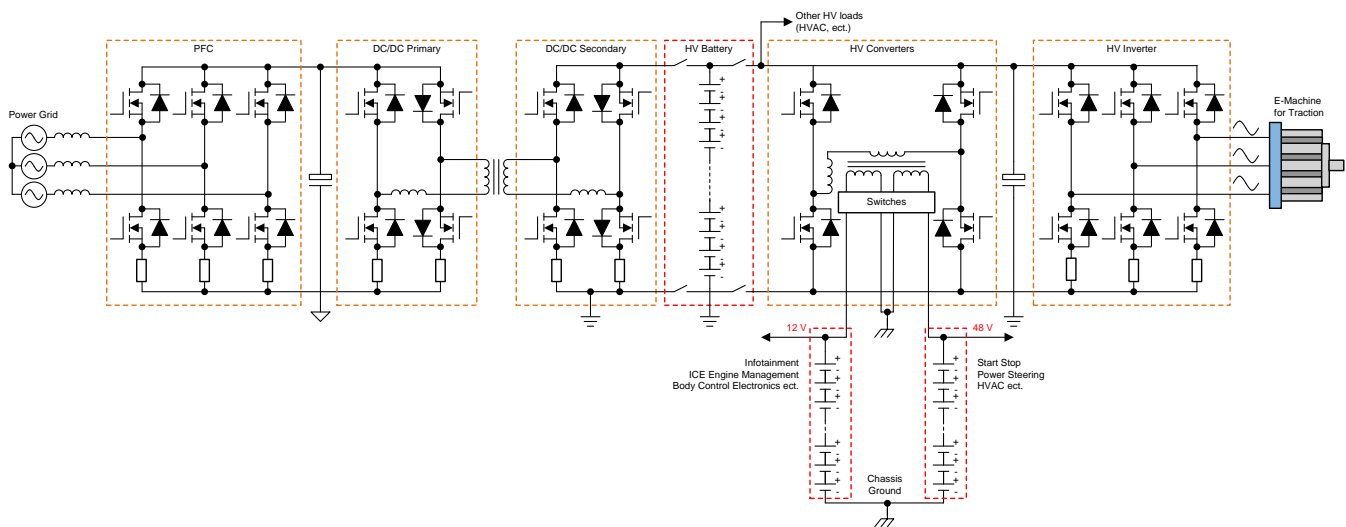 Other HV loads
(HVAC, ect.)
PFC
DC/DC Primary
DC/DC Secondary
HV Battery
HV Converters
HV Inverter
Power Grid
E-Machine
for Traction
+
+
+
+
-
-
-
-
Switches
+
+
+
+
-
-
-
-
12 V
48 V
Infotainment
ICE Engine Management
Body Control Electronics ect.
Start Stop
Power Steering
HVAC ect.
+
+
+
-
+
+
+
-
+
+
+
-
+
+
+
-
Chassis
Ground